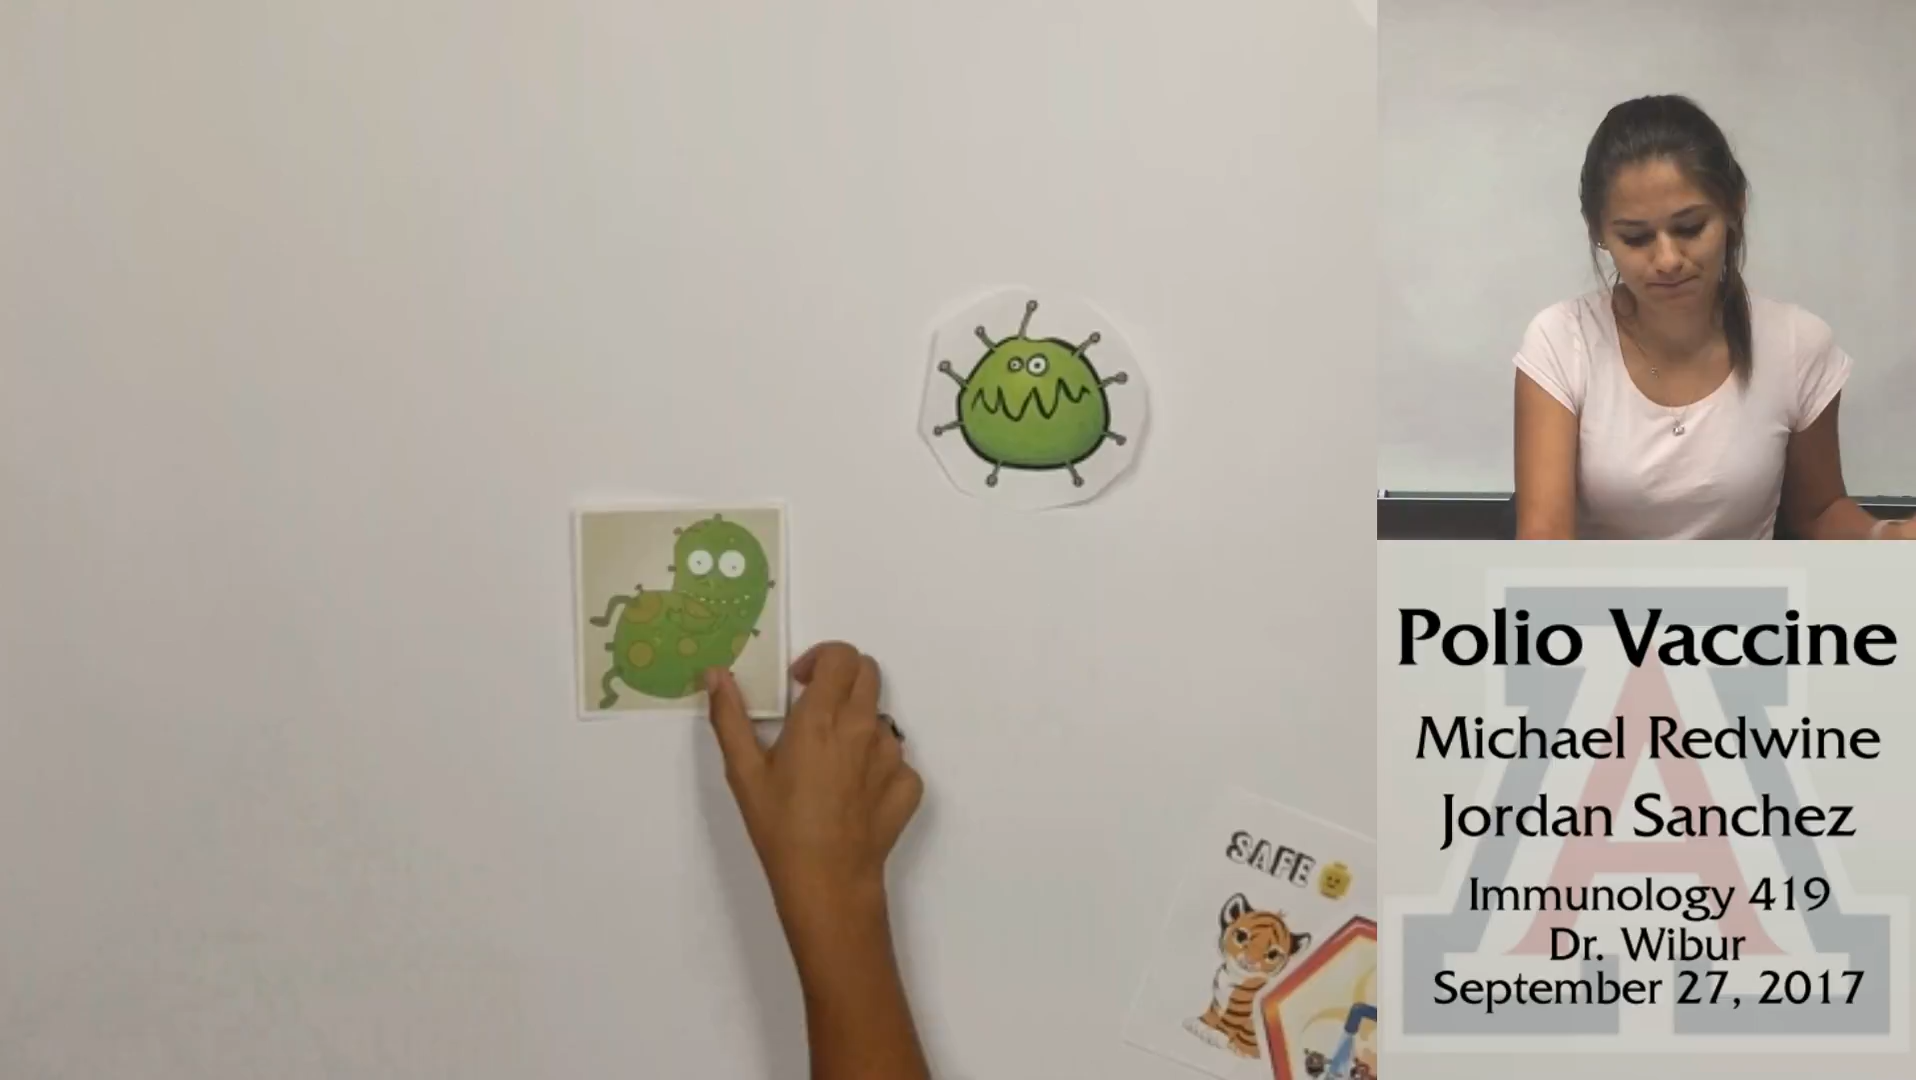 SAFE
Polio Vaccine
Michael Redwine
Jordan Sanchez
Immunology 419
Dr. Wibur
September 27, 2017